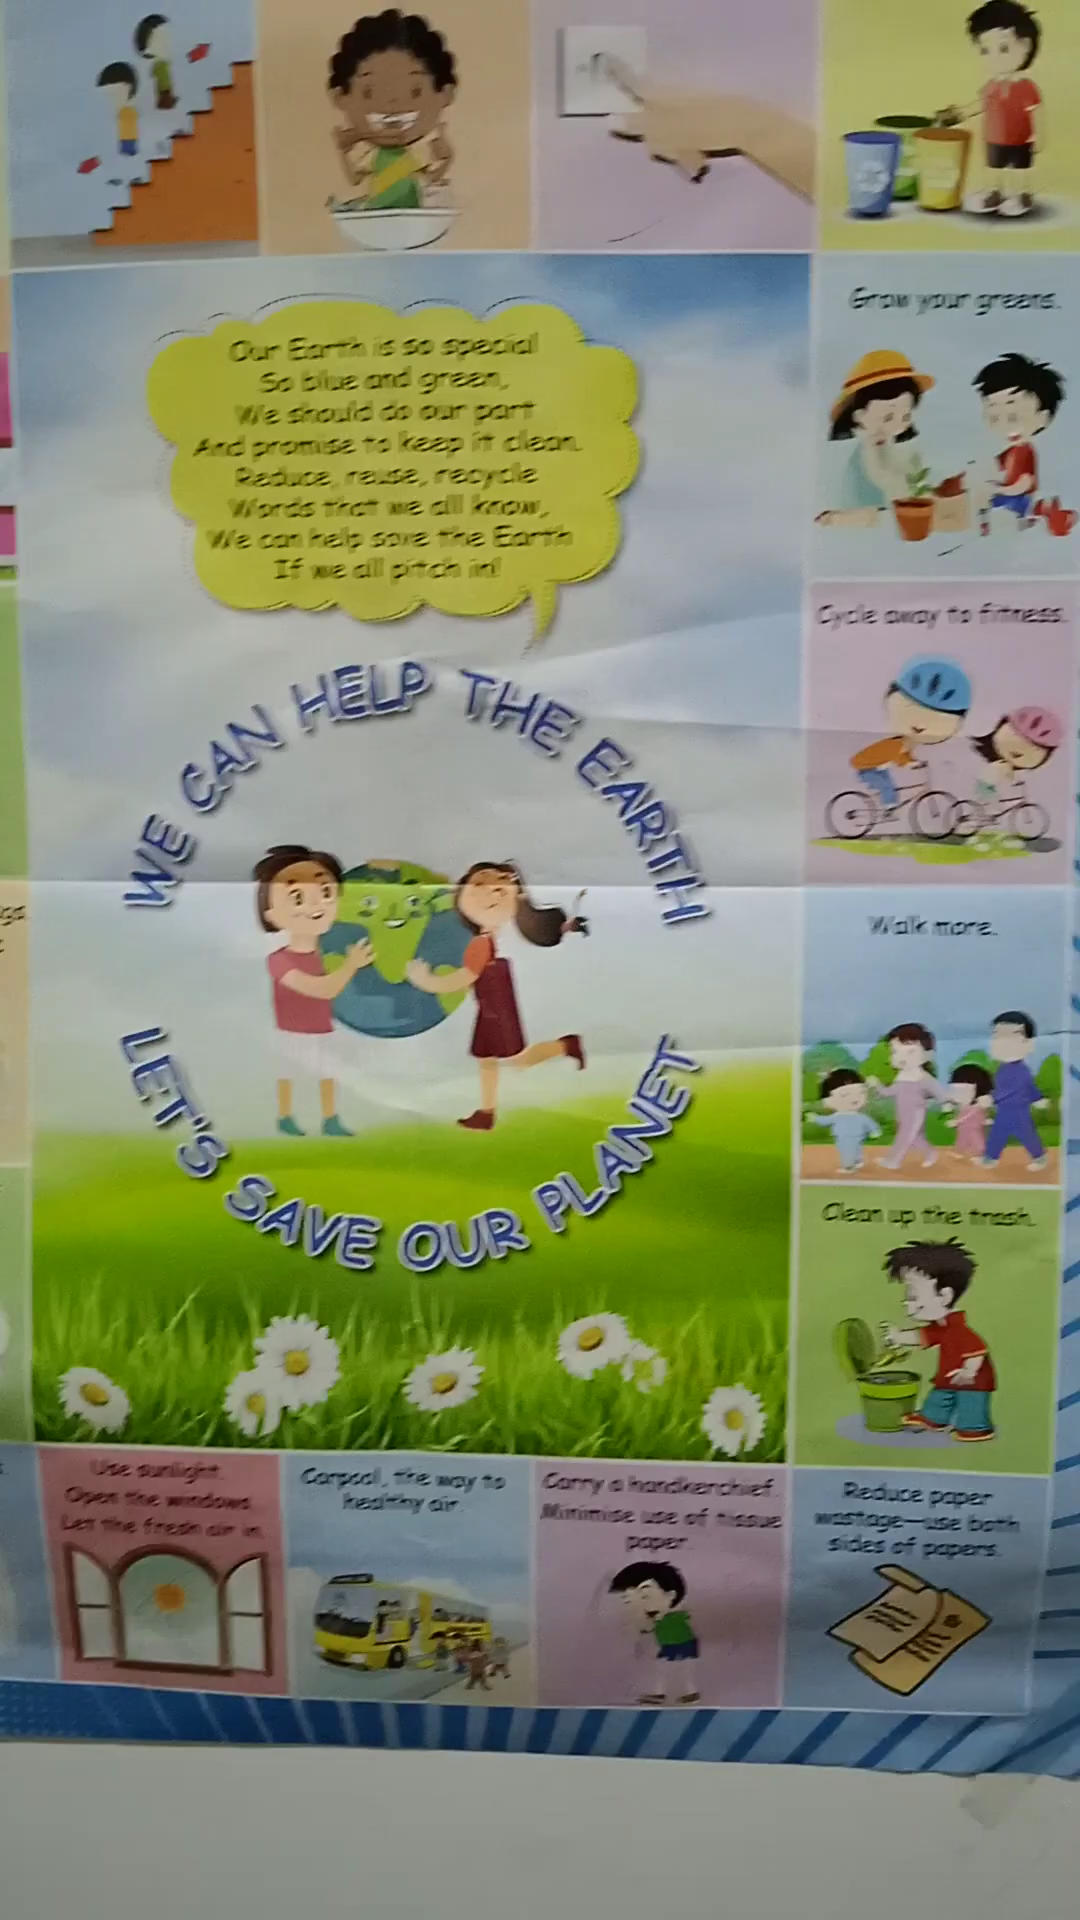 Our Earth is so special
So blue and green,
We should do our part
And promise to keep it clean.
Reduce, reuse, recycle
Words that we all know,
We can help save the Earth
If we all pitch in!
WE CAN HELP THE EARTH
LET'S SAVE OUR PLANET
Grow your greens.
Cycle away to fitness.
Walk more.
Clean up the trash.
Use sunlight.
Open the windows
Let the fresh air in.
Carpool, the way to
healthy air.
Carry a handkerchief.
Minimise use of tissue
paper.
Reduce paper
wastage—use both
sides of papers.